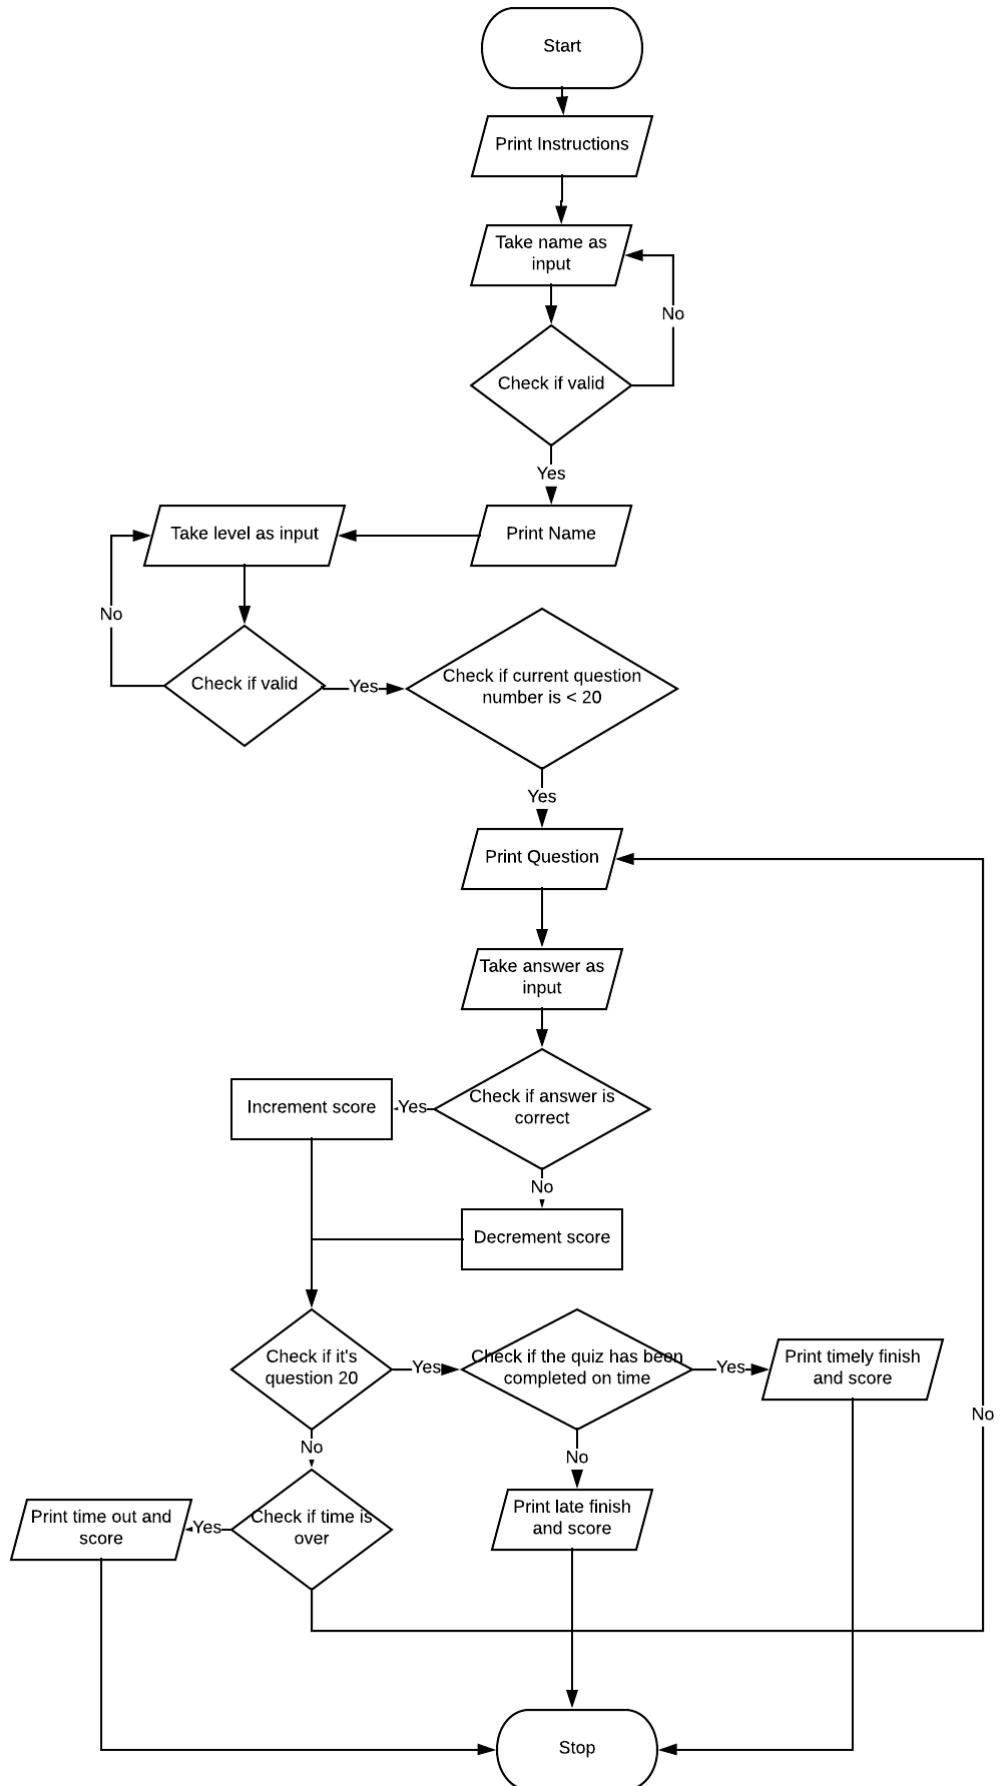 Start
Print Instructions
Take name as
input
No
Check if valid
Yes
Print Name
Take level as input
No
Check if valid
Yes
Check if current question
number is < 20
Yes
Print Question
Take answer as
input
Check if answer is
correct
Yes
Increment score
No
Decrement score
Check if it's
question 20
Yes
Check if the quiz has been
completed on time
Yes
Print timely finish
and score
No
No
No
Print late finish
and score
Check if time is
over
Yes
Print time out and
score
Stop